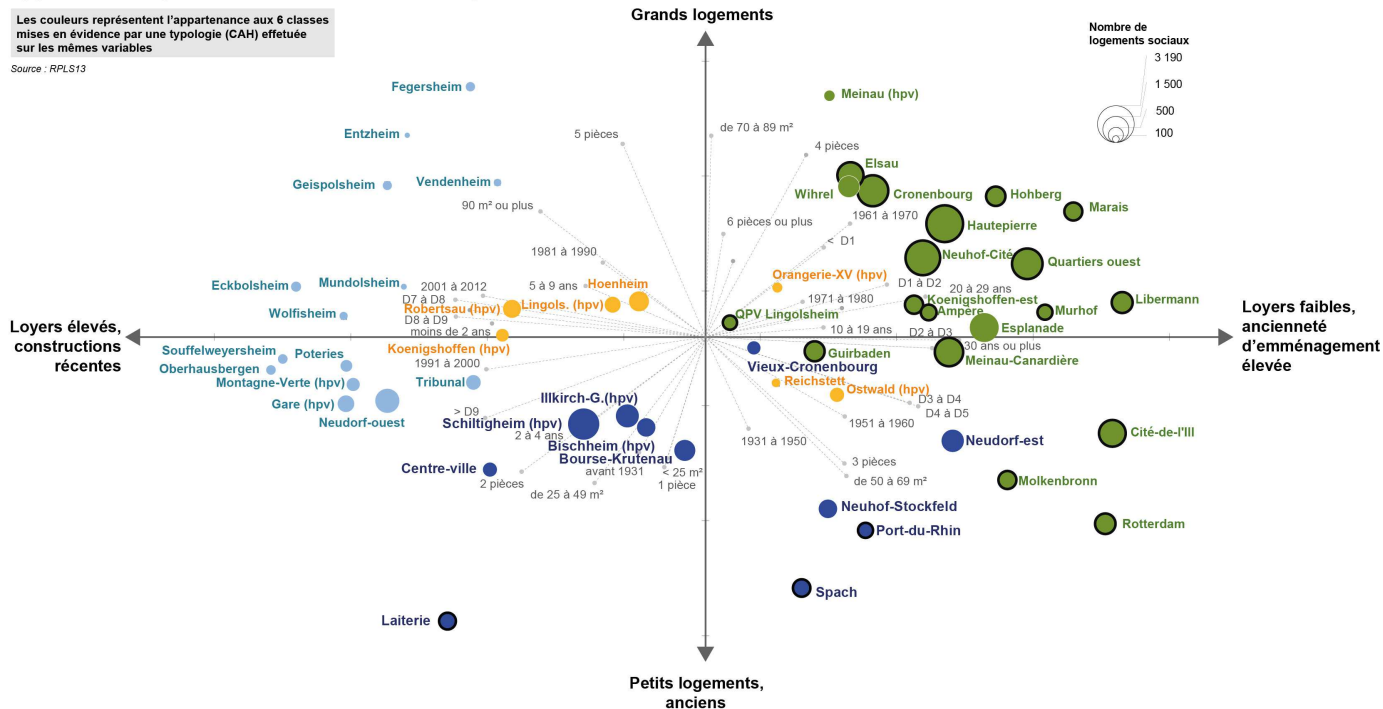 Les couleurs représentent l'appartenance aux 6 classes
mises en évidence par une typologie (CAH) effetuée
sur les mêmes variables
Source : RPLS13
Grands logements
Nombre de
logements sociaux
3 190
1 500
500
100
Fegersheim
Meinau (hpv)
Entzheim
5 pièces
de 70 à 89 m²
4 pièces
Elsau
Geispolsheim
Vendenheim
Wihrel
Cronenbourg
Hohberg
Marais
90 m² ou plus
6 pièces ou plus
1961 à 1970
Hautepierre
< D1
1981 à 1990
Neuhof-Cité
Quartiers ouest
Orangerie-XV (hpv)
Eckbolsheim
Mundolsheim
2001 à 2012
5 à 9 ans
Hoenheim
D1 à D2
20 à 29 ans
D7 à D8
Robertsau (hpv)
Lingols. (hpv)
1971 à 1980
Koenigshoffen-est
Libermann
Wolfisheim
D8 à D9
QPV Lingolsheim
Ampère
Murhof
moins de 2 ans
10 à 19 ans
D2 à D3
Esplanade
Loyers élevés,
constructions
récentes
Loyers faibles,
ancienneté
d'emménagement
élevée
Koenigshoffen (hpv)
30 ans ou plus
Souffelweyersheim
Poteries
Guirbaden
Meinau-Canardière
Oberhausbergen
1991 à 2000
Vieux-Cronenbourg
Montagne-Verte (hpv)
Tribunal
Reichstett
Ostwald (hpv)
Gare (hpv)
Illkirch-G.(hpv)
D3 à D4
> D9
D4 à D5
Neudorf-ouest
Schiltigheim (hpv)
1951 à 1960
2 à 4 ans
1931 à 1950
Cité-de-l'Ill
Bischheim (hpv)
Neudorf-est
Bourse-Krutenau
3 pièces
Centre-ville
avant 1931
< 25 m²
2 pièces
1 pièce
de 50 à 69 m²
Molkenbronn
de 25 à 49 m²
Neuhof-Stockfeld
Rotterdam
Port-du-Rhin
Spach
Laiterie
Petits logements,
anciens